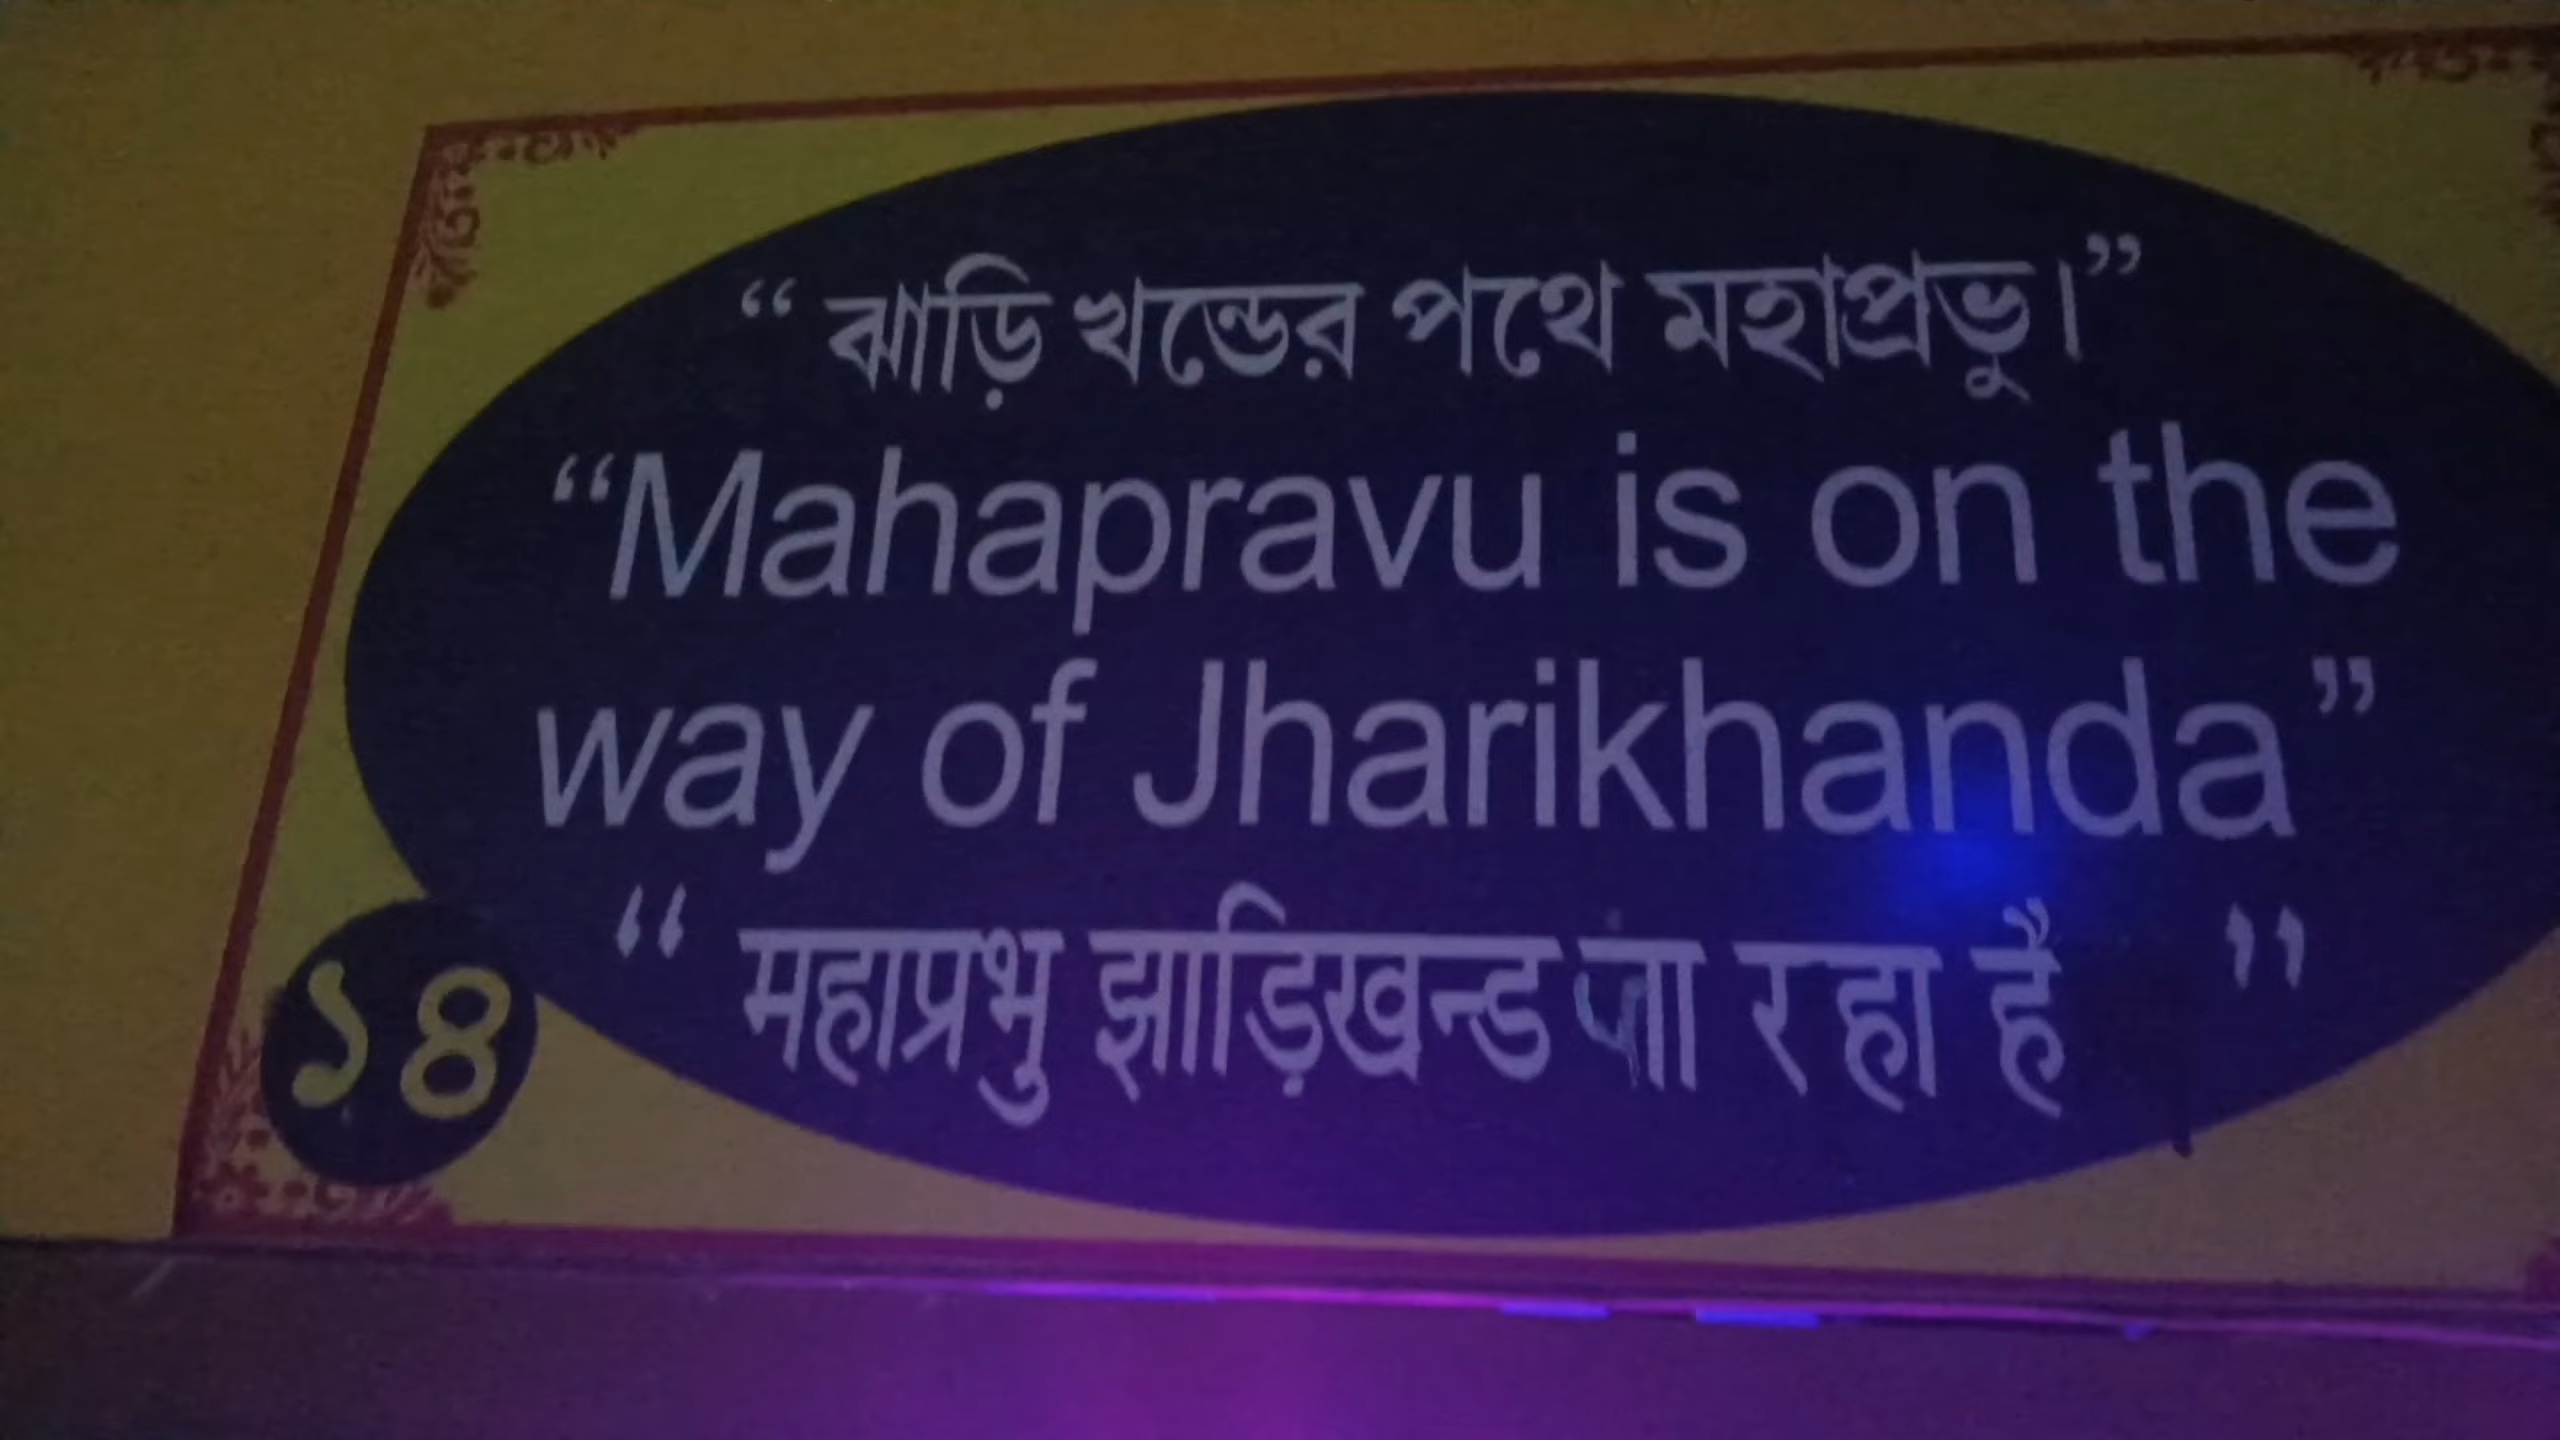 “ঝাড়ি খন্ডের পথে মহাপ্রভু।”
“Mahapravu is on the
way of Jharikhanda”
“महाप्रभु झाड़िखन्ड जा रहा है ”
১৪